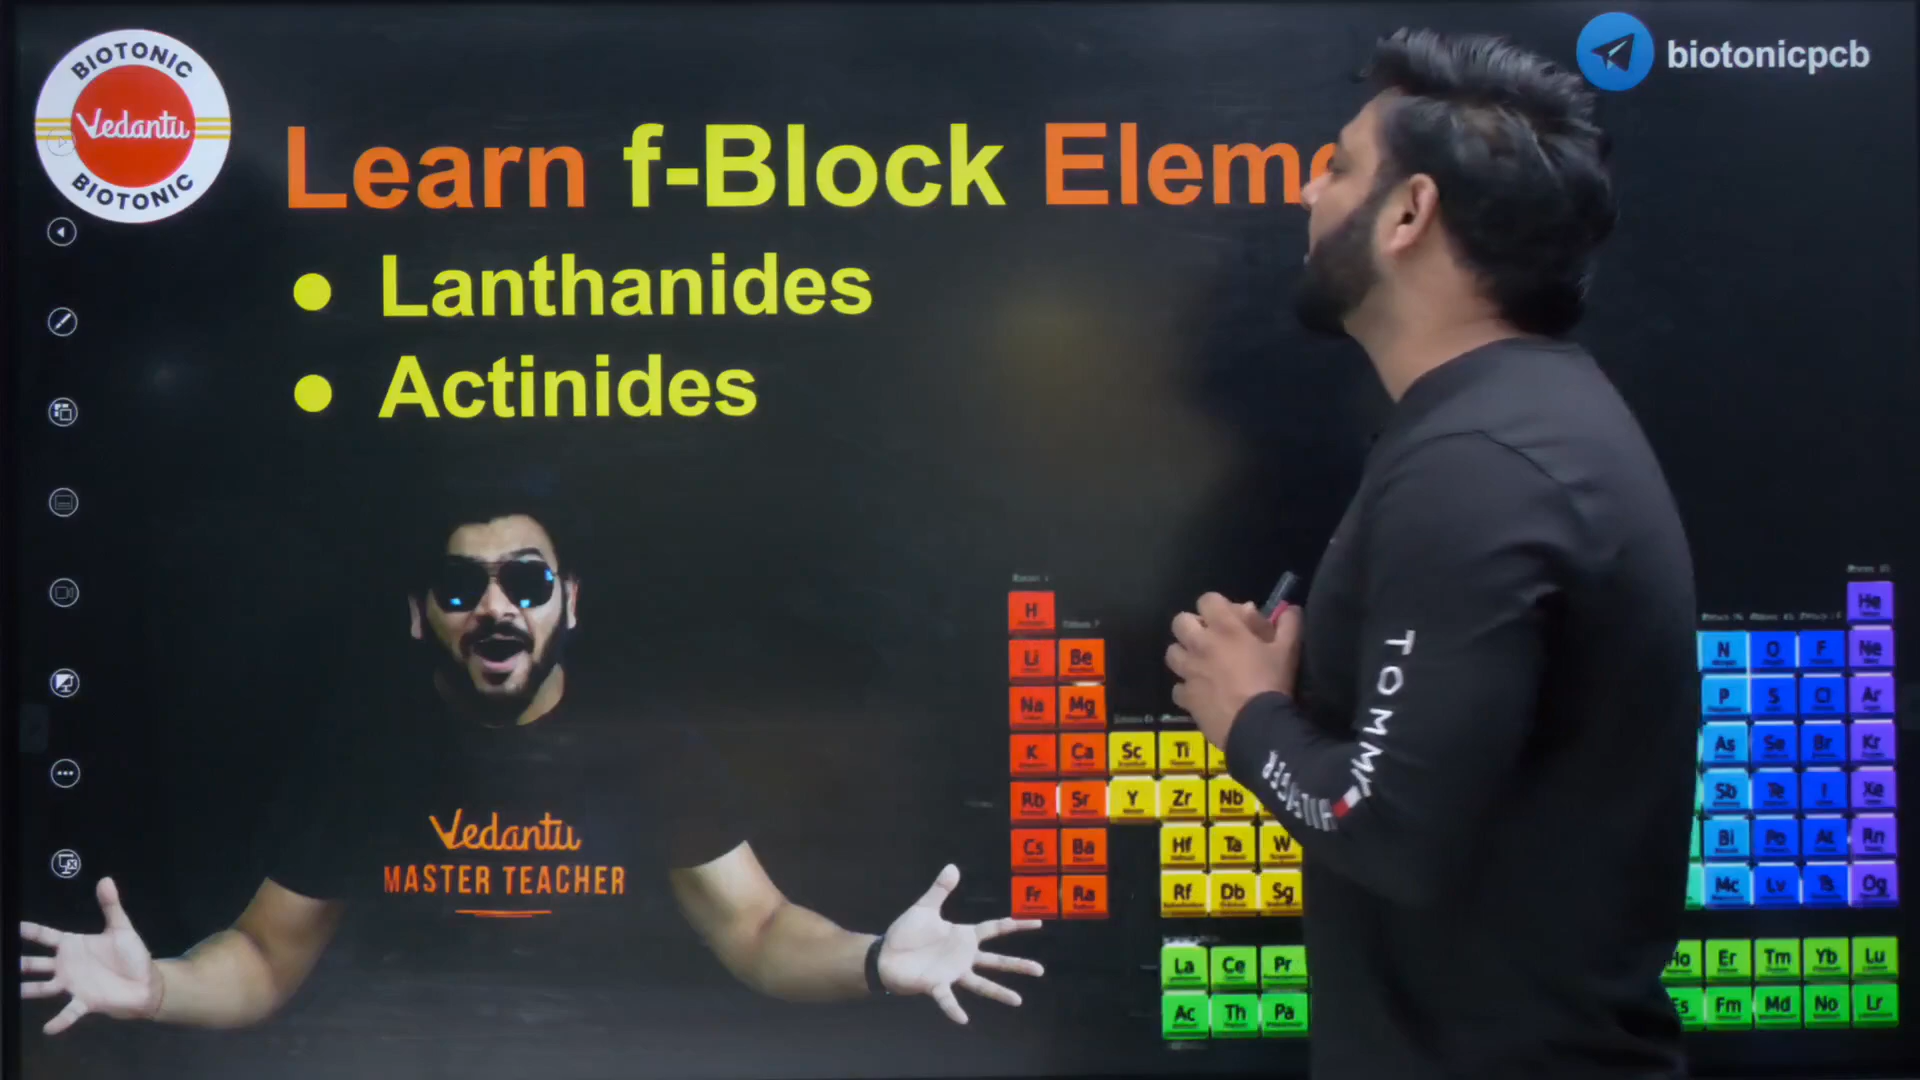 BIOTONIC
Vedantu
BIOTONIC
biotonicpcb
Learn f-Block Eleme
• Lanthanides
• Actinides
Vedantu
MASTER TEACHER
TOMMY
H He
Li Be N O F Ne
Na Mg P S Cl Ar
K Ca Sc Ti As Se Br Kr
Rb Sr Y Zr Nb Sb Te I Xe
Cs Ba Hf Ta W Bi Po At Rn
Fr Ra Rf Db Sg Mc Lv Ts Og
La Ce Pr Ho Er Tm Yb Lu
Ac Th Pa Es Fm Md No Lr